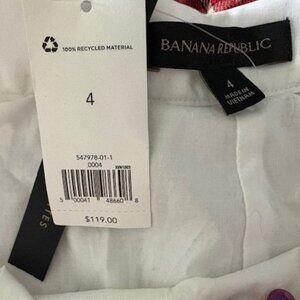 100% RECYCLED MATERIAL
4
547978-01-1
0004
5 00041 48660 8
$119.00
BANANA REPUBLIC
4
MADE IN
VIETNAM